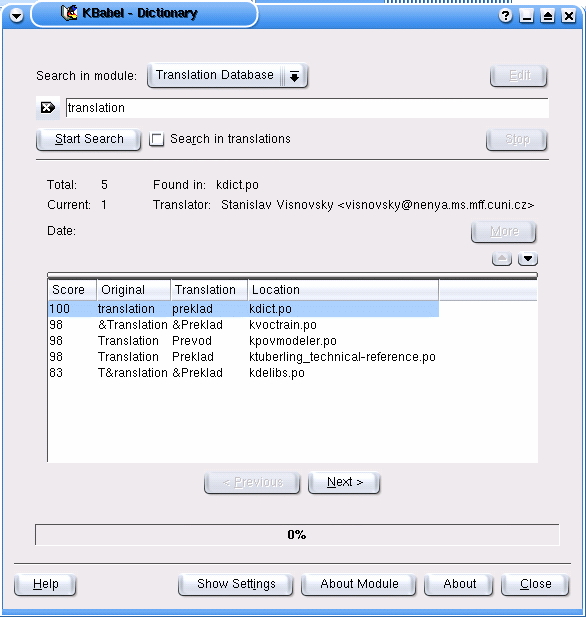 KBabel - Dictionary
Search in module: Translation Database Edit
translation
Start Search Search in translations Stop
Total: 5 Found in: kdict.po
Current: 1 Translator: Stanislav Visnovsky <visnovsky@nenya.ms.mff.cuni.cz>
Date: More
Score Original Translation Location
100 translation preklad kdict.po
98 &Translation &Preklad kvoctrain.po
98 Translation Prevod kpovmodeler.po
98 Translation Preklad ktuberling_technical-reference.po
83 T&ranslation &Preklad kdelibs.po
< Previous Next >
0%
Help Show Settings About Module About Close